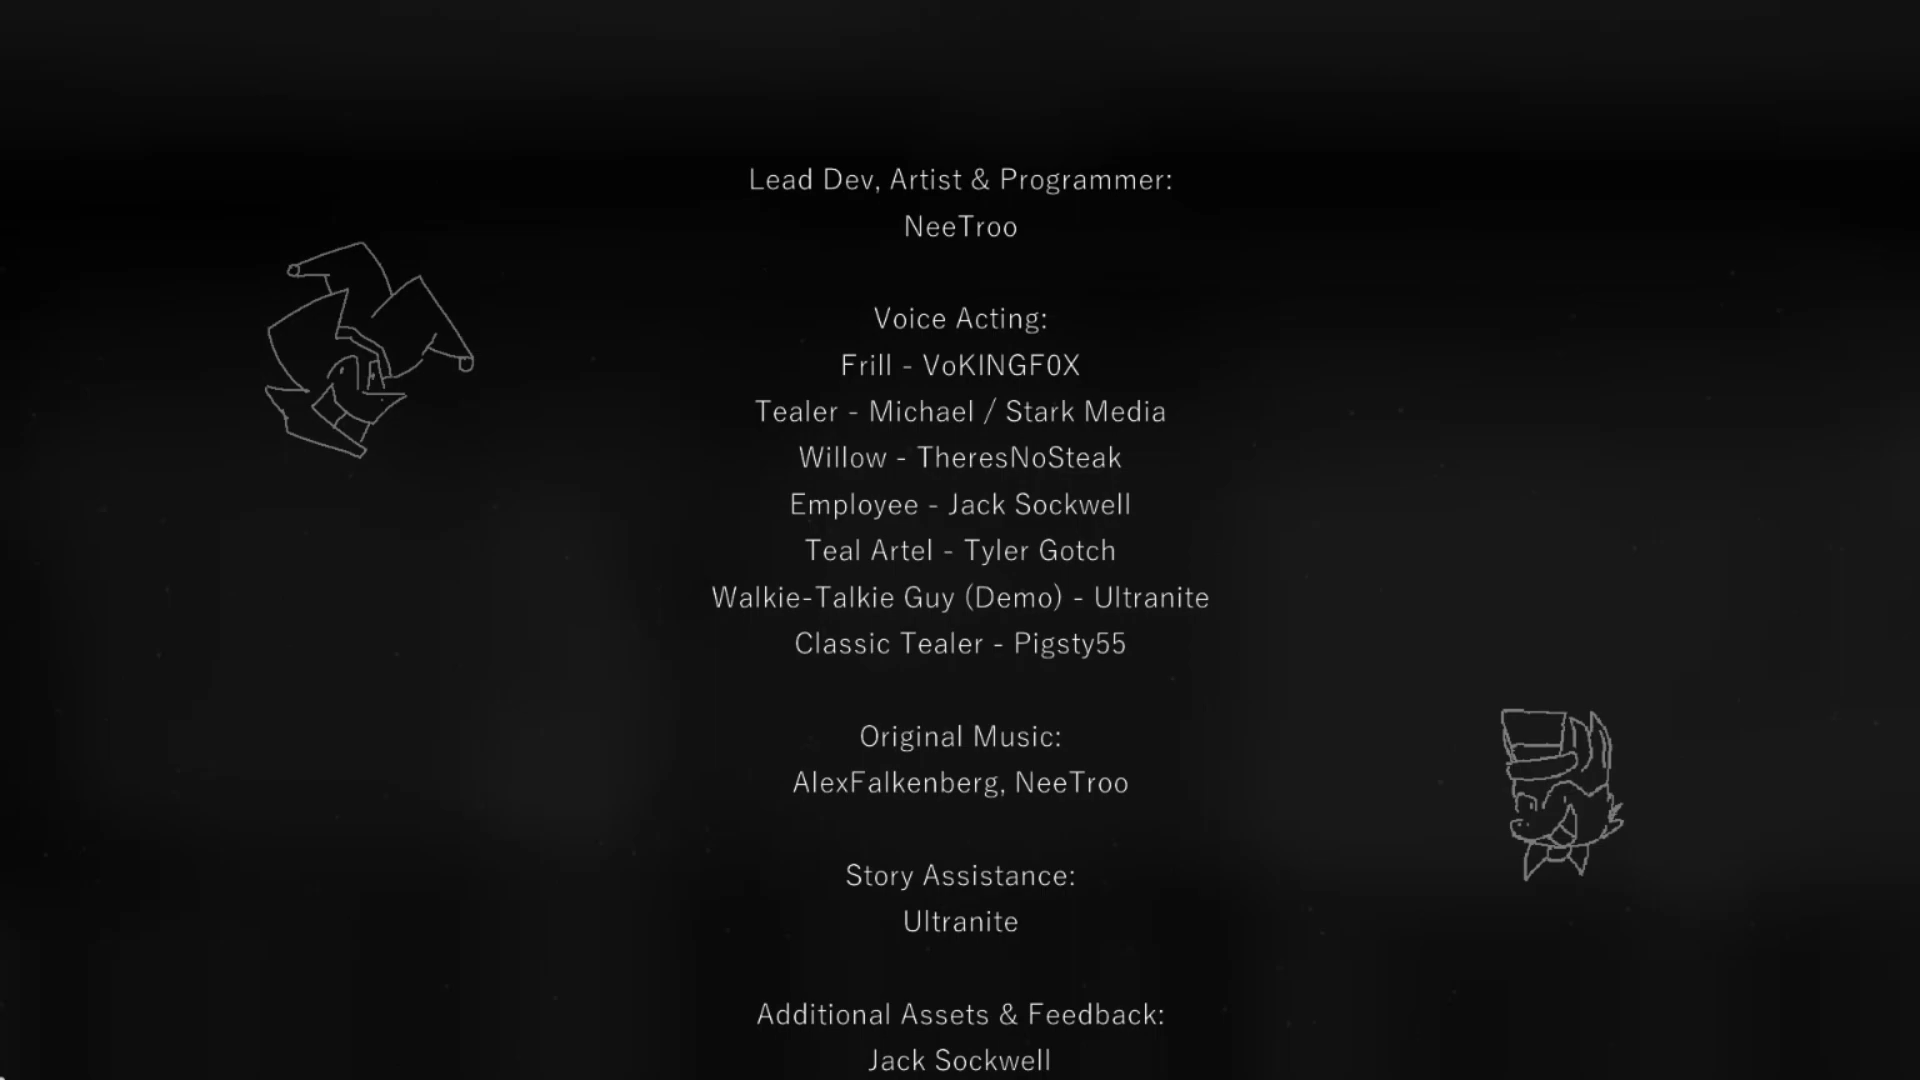 Lead Dev, Artist & Programmer:
NeeTroo
Voice Acting:
Frill - VoKINGF0X
Tealer - Michael / Stark Media
Willow - TheresNoSteak
Employee - Jack Sockwell
Teal Artel - Tyler Gotch
Walkie-Talkie Guy (Demo) - Ultranite
Classic Tealer - Pigsty55
Original Music:
AlexFalkenberg, NeeTroo
Story Assistance:
Ultranite
Additional Assets & Feedback:
Jack Sockwell